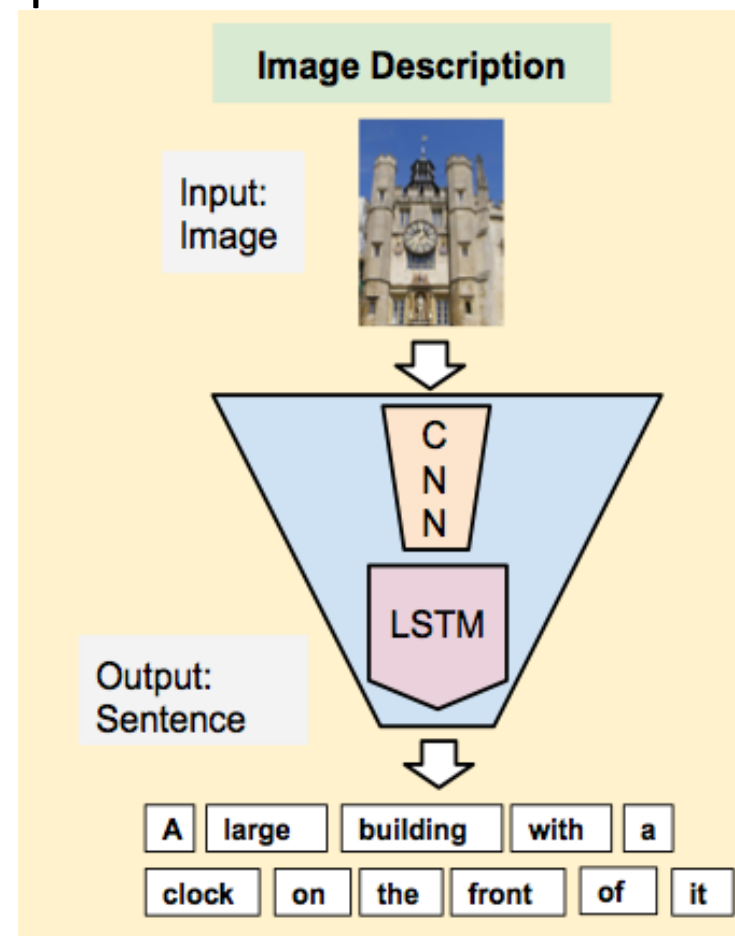 Image Description
Input:
Image
C
N
N
LSTM
Output:
Sentence
A large building with a
clock on the front of it